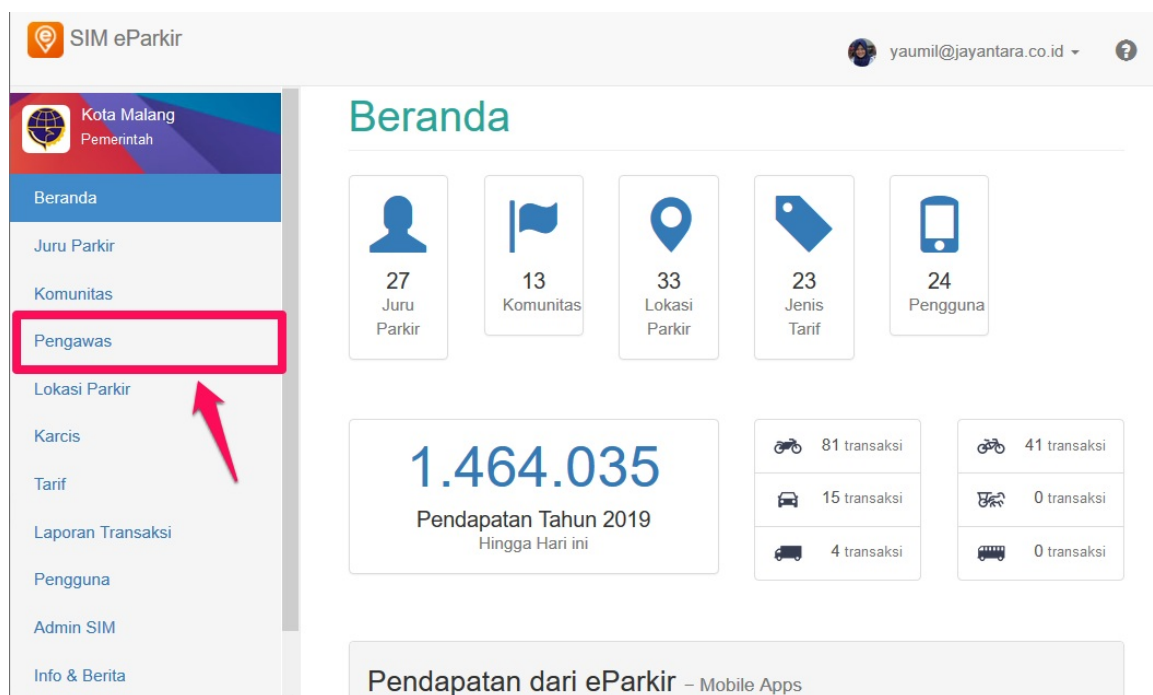 SIM eParkir
yaumil@jayantara.co.id
Kota Malang
Pemerintah
Beranda
Juru Parkir
Komunitas
Pengawas
Lokasi Parkir
Karcis
Tarif
Laporan Transaksi
Pengguna
Admin SIM
Info & Berita
Beranda
27
Juru
Parkir
13
Komunitas
33
Lokasi
Parkir
23
Jenis
Tarif
24
Pengguna
1.464.035
Pendapatan Tahun 2019
Hingga Hari ini
81 transaksi
15 transaksi
4 transaksi
41 transaksi
0 transaksi
0 transaksi
Pendapatan dari eParkir – Mobile Apps